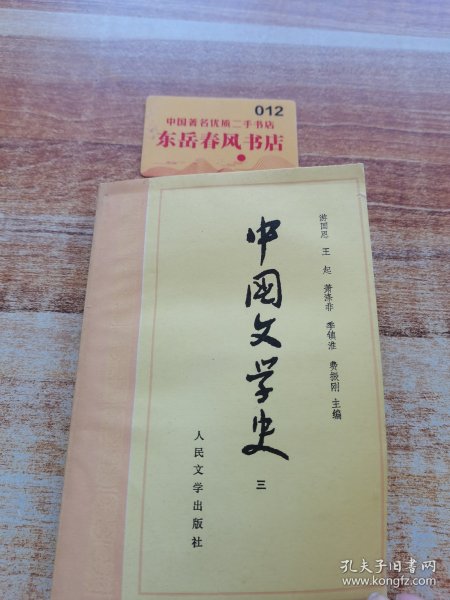 012
中国著名优质二手书店
东岳春风书店
游国恩 王起 萧涤非 季镇淮 费振刚 主编
中国文学史
三
人民文学出版社
孔夫子旧书网
www.kongfz.com